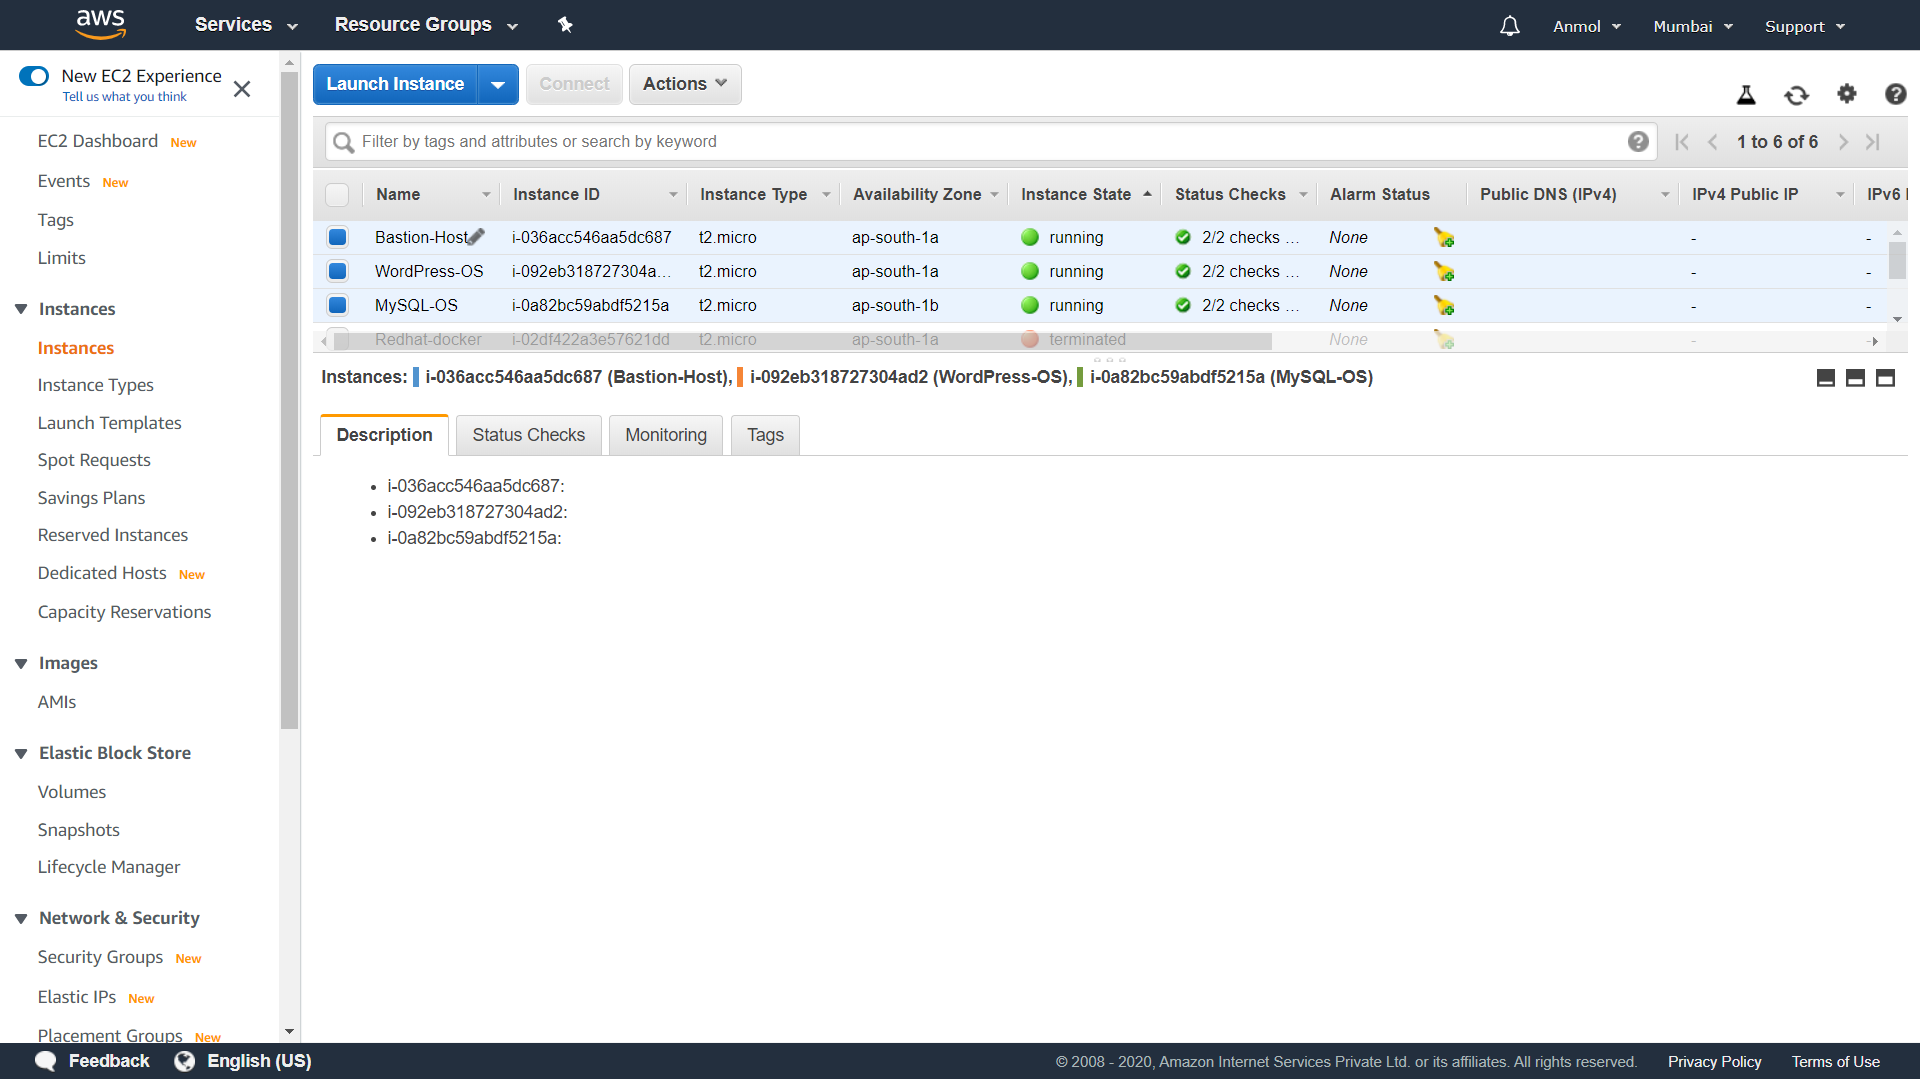 aws
Services
Resource Groups
Anmol
Mumbai
Support
New EC2 Experience
Tell us what you think
EC2 Dashboard New
Events New
Tags
Limits
Instances
Instances
Instance Types
Launch Templates
Spot Requests
Savings Plans
Reserved Instances
Dedicated Hosts New
Capacity Reservations
Images
AMIs
Elastic Block Store
Volumes
Snapshots
Lifecycle Manager
Network & Security
Security Groups New
Elastic IPs New
Placement Groups New
Launch Instance
Connect
Actions
Filter by tags and attributes or search by keyword
1 to 6 of 6
Name Instance ID Instance Type Availability Zone Instance State Status Checks Alarm Status Public DNS (IPv4) IPv4 Public IP IPv6
Bastion-Host i-036acc546aa5dc687 t2.micro ap-south-1a running 2/2 checks ... None - -
WordPress-OS i-092eb318727304a... t2.micro ap-south-1a running 2/2 checks ... None - -
MySQL-OS i-0a82bc59abdf5215a t2.micro ap-south-1b running 2/2 checks ... None - -
Redhat-docker i-02df422a3e57621dd t2.micro ap-south-1a terminated None - -
Instances: i-036acc546aa5dc687 (Bastion-Host), i-092eb318727304ad2 (WordPress-OS), i-0a82bc59abdf5215a (MySQL-OS)
Description
Status Checks
Monitoring
Tags
i-036acc546aa5dc687:
i-092eb318727304ad2:
i-0a82bc59abdf5215a:
Feedback
English (US)
© 2008 - 2020, Amazon Internet Services Private Ltd. or its affiliates. All rights reserved.
Privacy Policy
Terms of Use